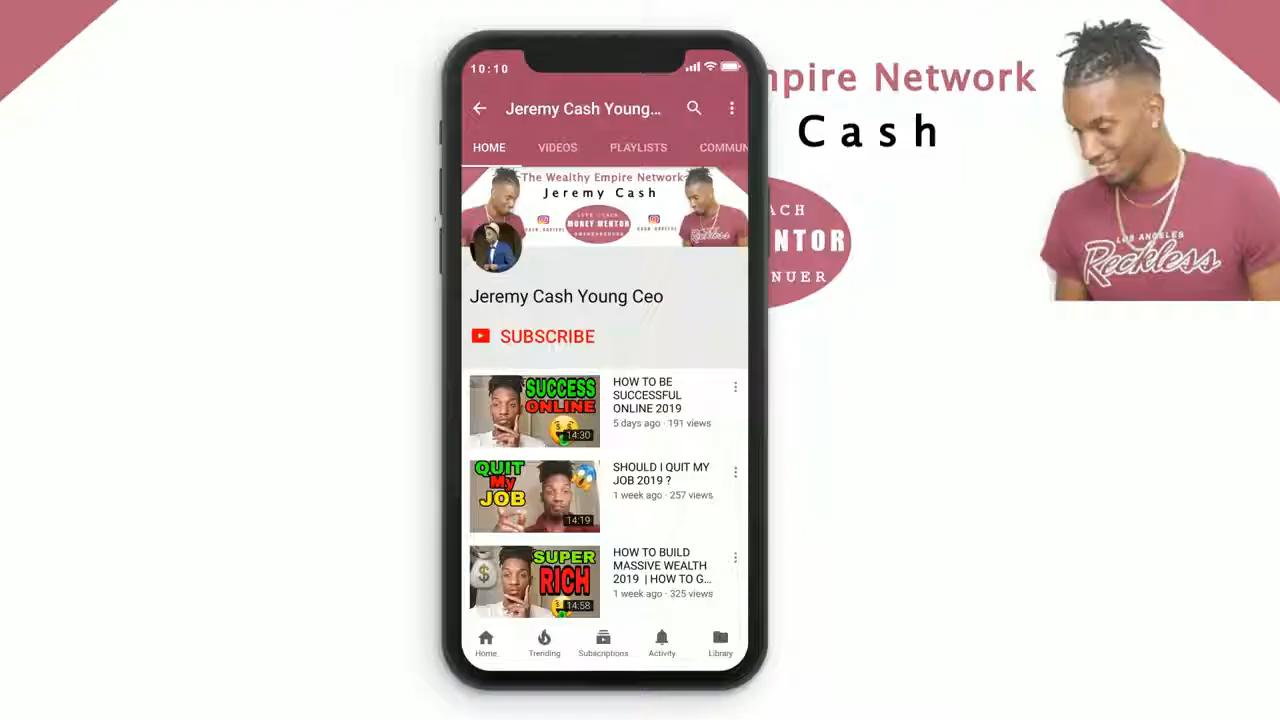 10:10
Jeremy Cash Young...
HOME VIDEOS PLAYLISTS COMMUN
The Wealthy Empire Network
Jeremy Cash
MONEY MENTOR
Jeremy Cash Young Ceo
SUBSCRIBE
SUCCESS
ONLINE
14:30
HOW TO BE
SUCCESSFUL
ONLINE 2019
5 days ago · 191 views
QUIT
My
JOB
14:19
SHOULD I QUIT MY
JOB 2019 ?
1 week ago · 257 views
SUPER
RICH
$
14:58
HOW TO BUILD
MASSIVE WEALTH
2019 | HOW TO G...
1 week ago · 325 views
Home Trending Subscriptions Activity Library
mpire Network
Cash
ACH
NTOR
NUER
LOS ANGELES
Reckless